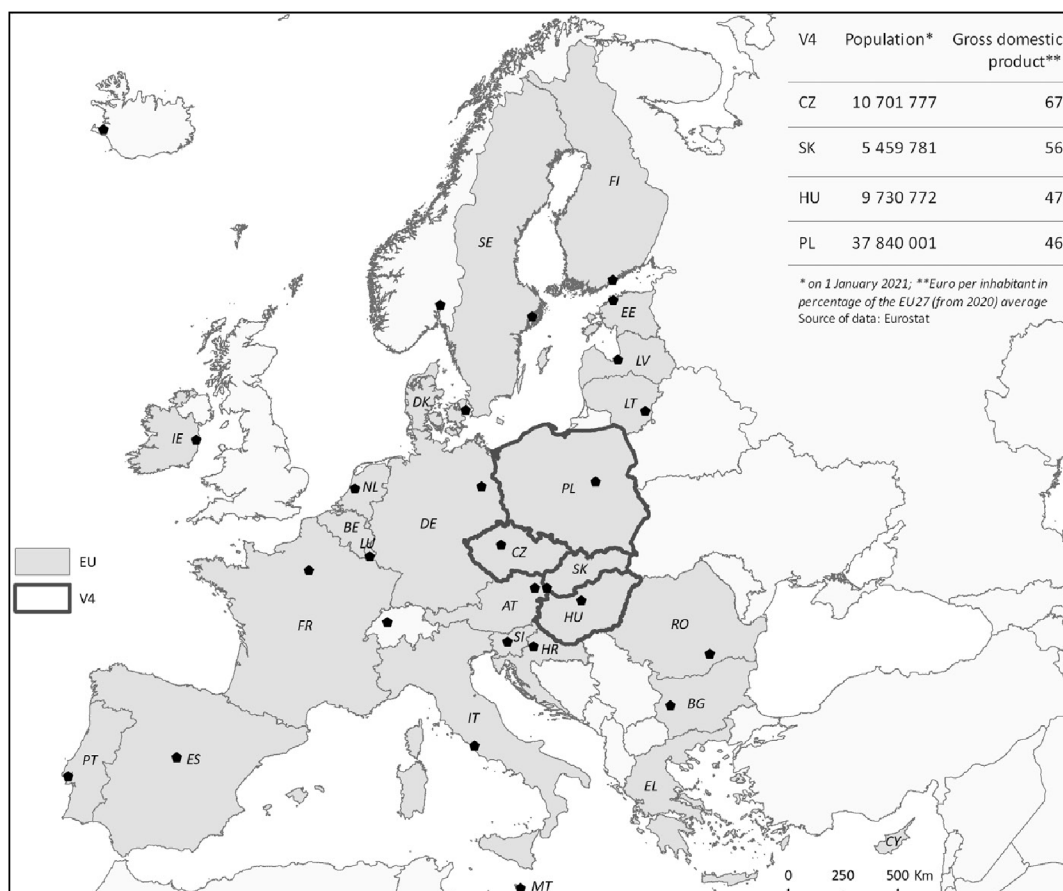 V4 Population* Gross domestic
product**
CZ 10 701 777 67
SK 5 459 781 56
HU 9 730 772 47
PL 37 840 001 46
* on 1 January 2021; **Euro per inhabitant in
percentage of the EU27 (from 2020) average
Source of data: Eurostat
FI
SE
EE
LV
DK
LT
IE
NL
PL
BE
DE
LU
CZ
SK
EU
V4
AT
HU
FR
RO
SI
HR
BG
IT
PT
ES
EL
CY
0 250 500 Km
MT